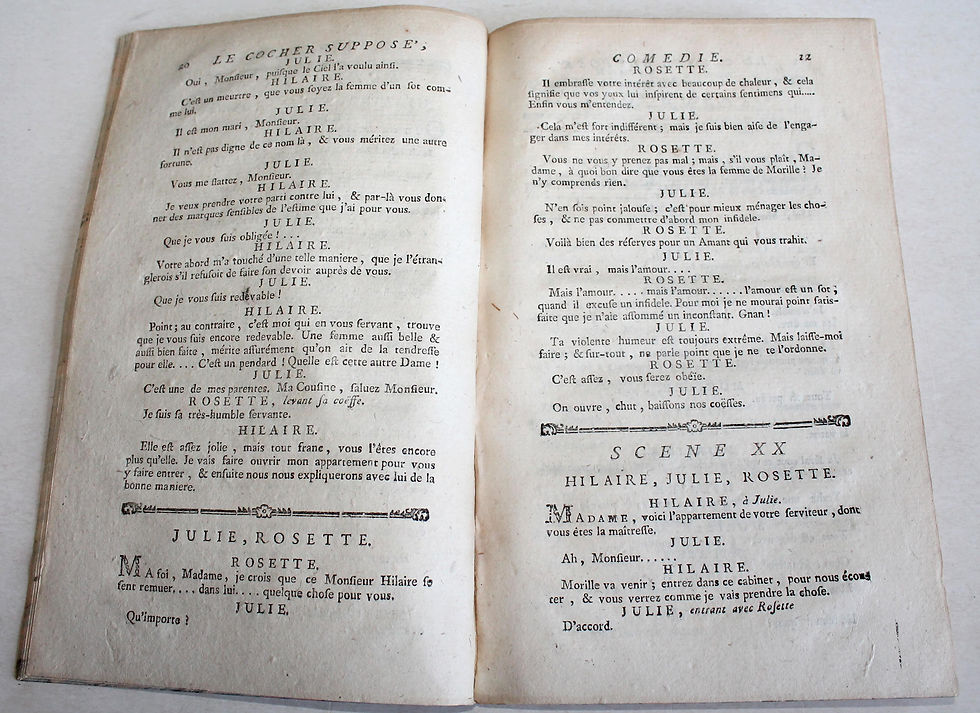 20 LE COCHER SUPPOSE',
JULIE.
Oui, Monsieur, puisque le Ciel l'a voulu ainsi.
HILAIRE.
C'est un meurtre, que vous soyez la femme d'un sot com-
me lui.
JULIE.
Il est mon mari, Monsieur.
HILAIRE.
Il n'est pas digne de ce nom là, & vous méritez une autre
fortune.
JULIE.
Vous me flattez, Monsieur.
HILAIRE.
Je veux prendre votre parti contre lui, & par-là vous don-
ner des marques sensibles de l'estime que j'ai pour vous.
JULIE.
Que je vous suis obligée !...
HILAIRE.
Votre abord m'a touché d'une telle maniere, que je l'étran-
glerois s'il refusoit de faire son devoir auprès de vous.
JULIE.
Que je vous suis redévable !
HILAIRE.
Point ; au contraire, c'est moi qui en vous servant, trouve
que je vous suis encore redevable. Une femme aussi belle &
aussi bien faite, mérite assurément qu'on ait de la tendresse
pour elle.... C'est un pendard ! Quelle est cette autre Dame !
JULIE.
C'est une de mes parentes. Ma Cousine, saluez Monsieur.
ROSETTE, levant sa coëffe.
Je suis sa très-humble servante.
HILAIRE.
Elle est assez jolie, mais tout franc, vous l'êtes encore
plus qu'elle. Je vais faire ouvrir mon appartement pour vous
y faire entrer, & ensuite nous nous expliquerons avec lui de la
bonne maniere.
JULIE, ROSETTE.
ROSETTE.
MA foi, Madame, je crois que ce Monsieur Hilaire se
sent remuer.... dans lui.... quelque chose pour vous.
JULIE.
Qu'importe ?
COMEDIE. 22
ROSETTE.
Il embrasse votre intérêt avec beaucoup de chaleur, & cela
signifie que vos yeux lui inspirent de certains sentimens qui.....
Enfin vous m'entendez.
JULIE.
Cela m'est fort indifférent ; mais je suis bien aise de l'enga-
ger dans mes intérêts.
ROSETTE.
Vous ne vous y prenez pas mal ; mais, s'il vous plaît, Ma-
dame, à quoi bon dire que vous êtes la femme de Morille ? Je
n'y comprends rien.
JULIE.
N'en sois point jalouse ; c'est pour mieux ménager les cho-
ses, & ne pas commettre d'abord mon infidele.
ROSETTE.
Voilà bien des réserves pour un Amant qui vous trahit.
JULIE.
Il est vrai, mais l'amour....
ROSETTE.
Mais l'amour..... mais l'amour...... l'amour est un sot ;
quand il excuse un infidele. Pour moi je ne mourai point satis-
faite que je n'aie assommé un inconstant. Gnan !
JULIE.
Ta violente humeur est toujours extrême. Mais laisse-moi
faire ; & sur-tout, ne parle point que je ne te l'ordonne.
ROSETTE.
C'est assez, vous serez obéïe.
JULIE.
On ouvre, chut, baissons nos coëffes.
SCENE XX
HILAIRE, JULIE, ROSETTE.
HILAIRE, à Julie.
MADAME, voici l'appartement de votre serviteur, dont
vous êtes la maîtresse.
JULIE.
Ah, Monsieur......
HILAIRE.
Morille va venir ; entrez dans ce cabinet, pour nous écou-
ter, & vous verrez comme je vais prendre la chose.
JULIE, entrant avec Rosette
D'accord.